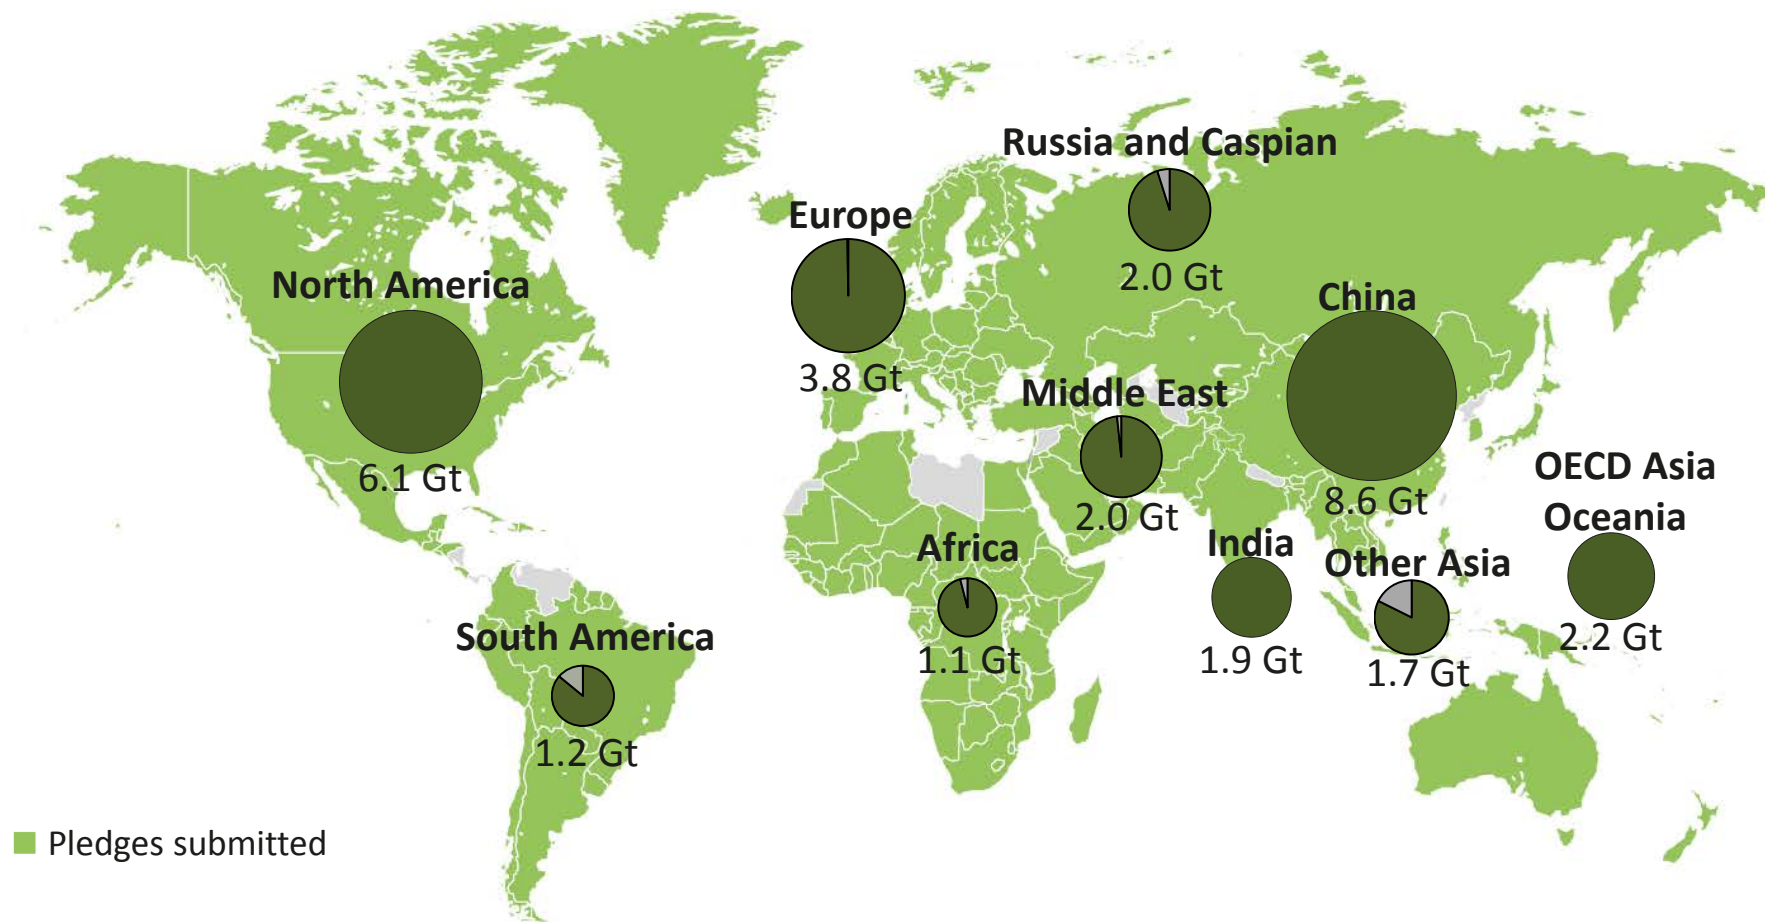 Russia and Caspian
2.0 Gt
Europe
3.8 Gt
North America
6.1 Gt
China
8.6 Gt
Middle East
2.0 Gt
OECD Asia
Oceania
2.2 Gt
Africa
1.1 Gt
India
1.9 Gt
Other Asia
1.7 Gt
South America
1.2 Gt
Pledges submitted